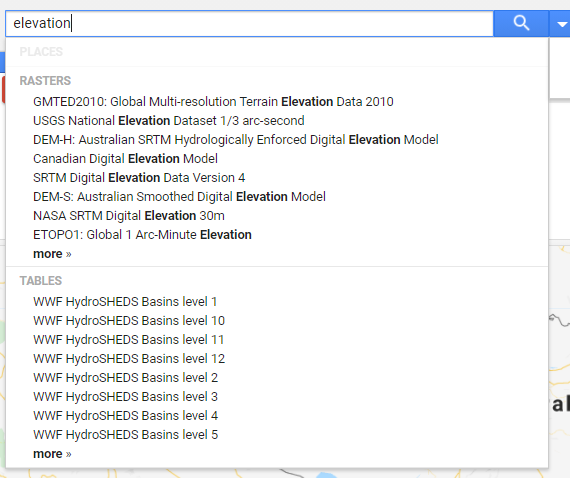 elevation
PLACES
RASTERS
GMTED2010: Global Multi-resolution Terrain Elevation Data 2010
USGS National Elevation Dataset 1/3 arc-second
DEM-H: Australian SRTM Hydrologically Enforced Digital Elevation Model
Canadian Digital Elevation Model
SRTM Digital Elevation Data Version 4
DEM-S: Australian Smoothed Digital Elevation Model
NASA SRTM Digital Elevation 30m
ETOPO1: Global 1 Arc-Minute Elevation
more »
TABLES
WWF HydroSHEDS Basins level 1
WWF HydroSHEDS Basins level 10
WWF HydroSHEDS Basins level 11
WWF HydroSHEDS Basins level 12
WWF HydroSHEDS Basins level 2
WWF HydroSHEDS Basins level 3
WWF HydroSHEDS Basins level 4
WWF HydroSHEDS Basins level 5
more »